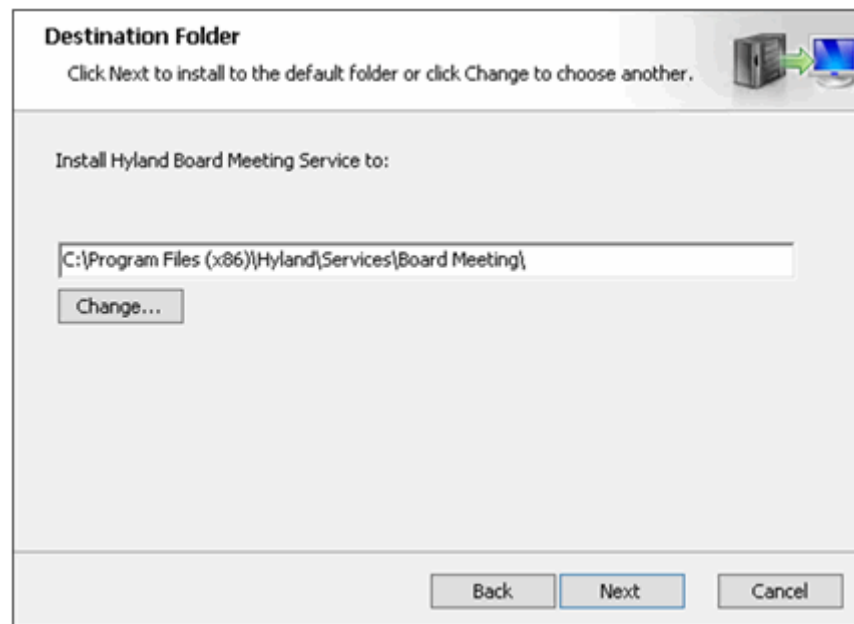 Destination Folder
Click Next to install to the default folder or click Change to choose another.
Install Hyland Board Meeting Service to:
C:\Program Files (x86)\Hyland\Services\Board Meeting\
Change...
Back Next Cancel